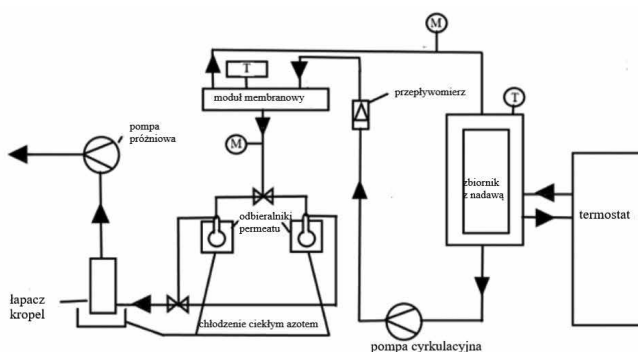 M
T
moduł membranowy
przepływomierz
T
pompa
próżniowa
M
zbiornik
z nadawą
termostat
odbieralniki
permeatu
łapacz
kropel
chłodzenie ciekłym azotem
pompa cyrkulacyjna